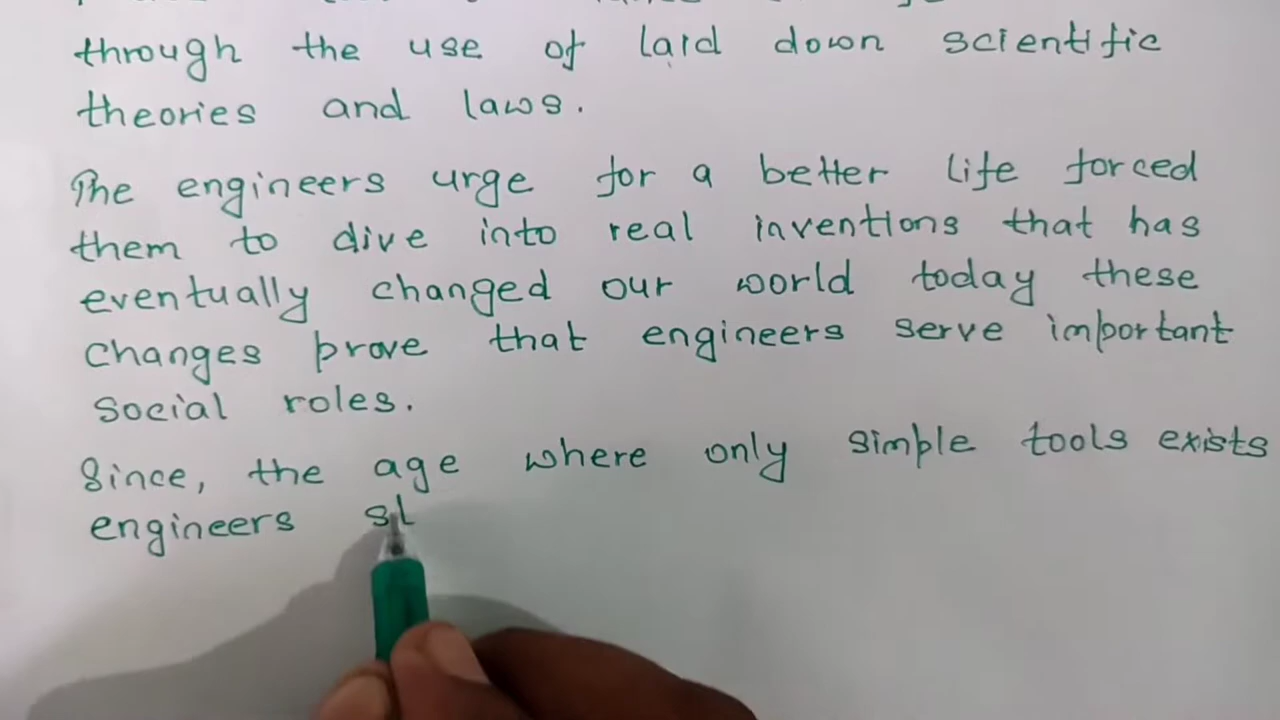 through the use of laid down scientific
theories and laws.
The engineers urge for a better life forced
them to dive into real inventions that has
eventually changed our world today these
changes prove that engineers serve important
social roles.
Since, the age where only simple tools exists
engineers